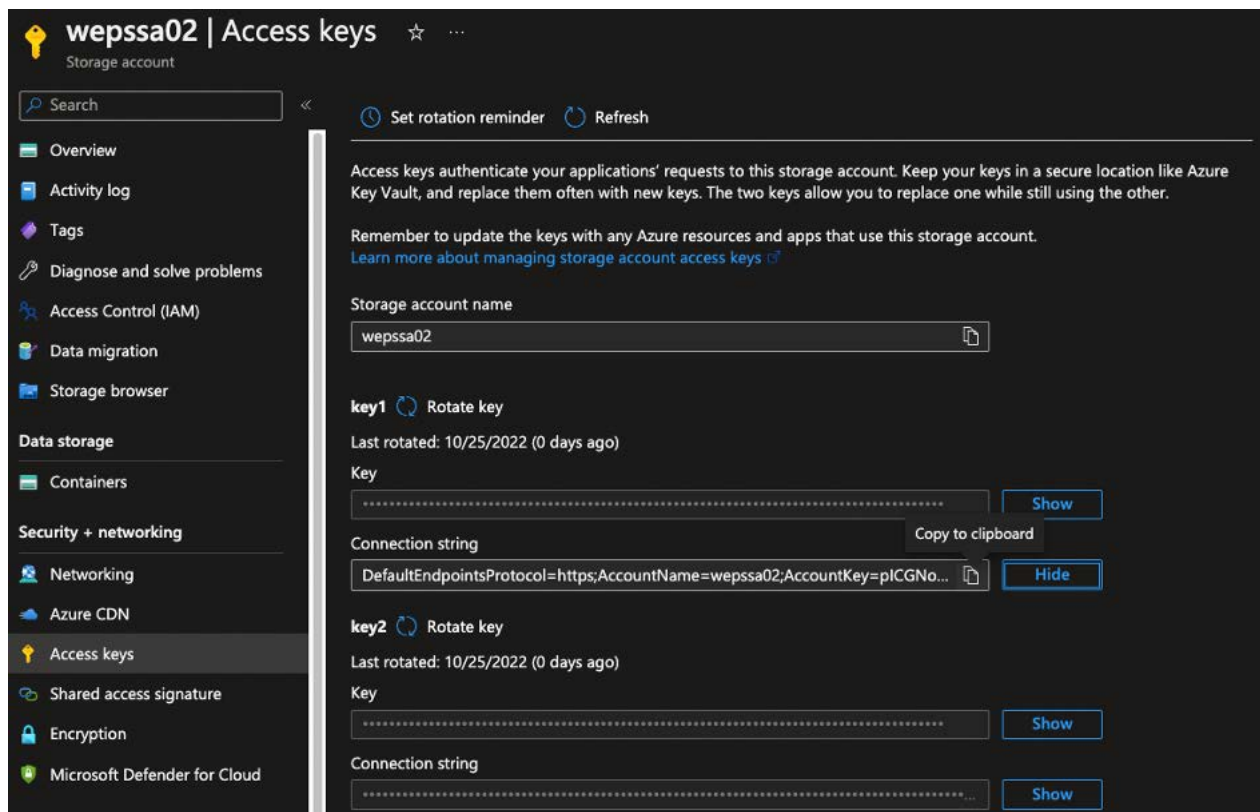 wepssa02 | Access keys ☆ ...
Storage account
Search «
Overview
Activity log
Tags
Diagnose and solve problems
Access Control (IAM)
Data migration
Storage browser
Data storage
Containers
Security + networking
Networking
Azure CDN
Access keys
Shared access signature
Encryption
Microsoft Defender for Cloud
Set rotation reminder Refresh
Access keys authenticate your applications' requests to this storage account. Keep your keys in a secure location like Azure
Key Vault, and replace them often with new keys. The two keys allow you to replace one while still using the other.
Remember to update the keys with any Azure resources and apps that use this storage account.
Learn more about managing storage account access keys
Storage account name
wepssa02
key1 Rotate key
Last rotated: 10/25/2022 (0 days ago)
Key
Show
Copy to clipboard
Connection string
DefaultEndpointsProtocol=https;AccountName=wepssa02;AccountKey=pICGNo... Hide
key2 Rotate key
Last rotated: 10/25/2022 (0 days ago)
Key
Show
Connection string
... Show